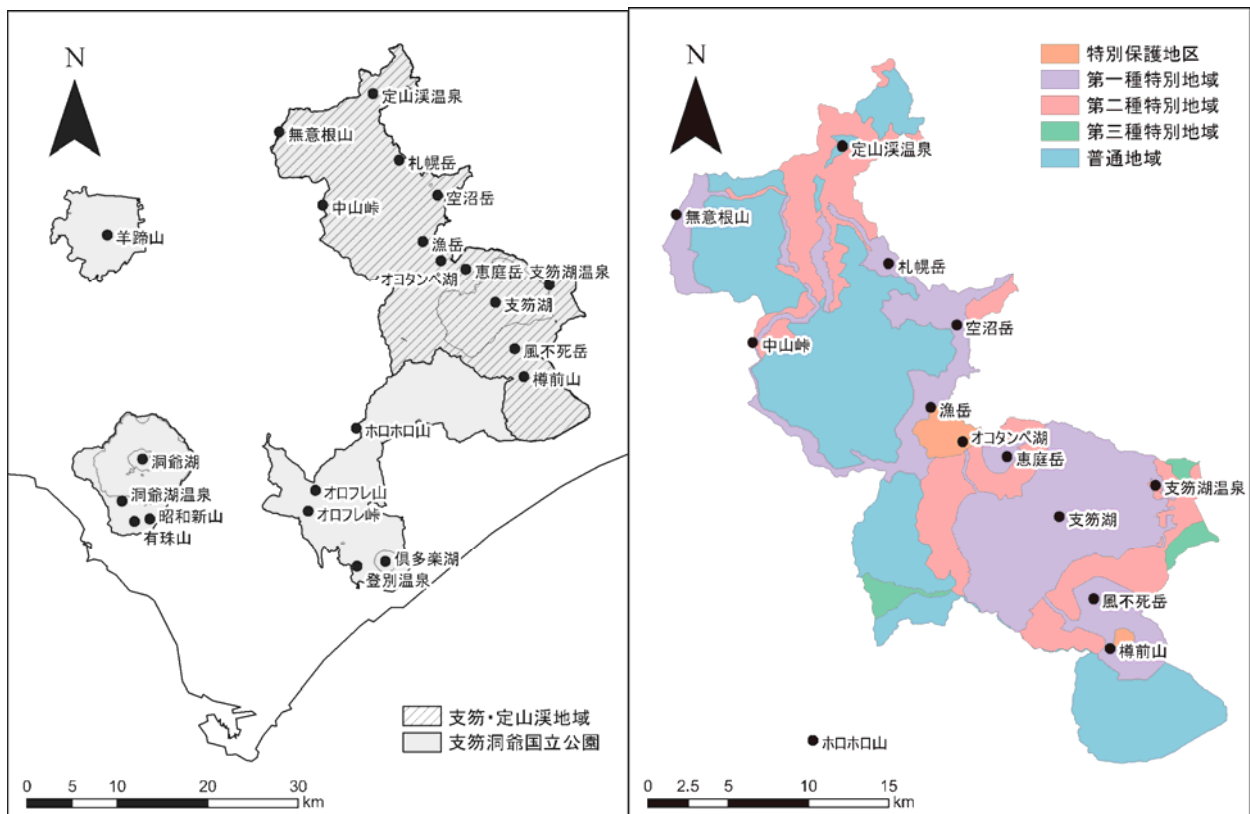 N
定山渓温泉
無意根山
札幌岳
空沼岳
中山峠
羊蹄山
漁岳
オコタンペ湖
恵庭岳
支笏湖温泉
支笏湖
風不死岳
樽前山
ホロホロ山
洞爺湖
オロフレ山
洞爺湖温泉
オロフレ峠
昭和新山
有珠山
倶多楽湖
登別温泉
支笏・定山渓地域
支笏洞爺国立公園
0 5 10 20 30
km
N
特別保護地区
第一種特別地域
第二種特別地域
第三種特別地域
普通地域
定山渓温泉
無意根山
札幌岳
空沼岳
中山峠
漁岳
オコタンペ湖
恵庭岳
支笏湖温泉
支笏湖
風不死岳
樽前山
ホロホロ山
0 2.5 5 10 15
km